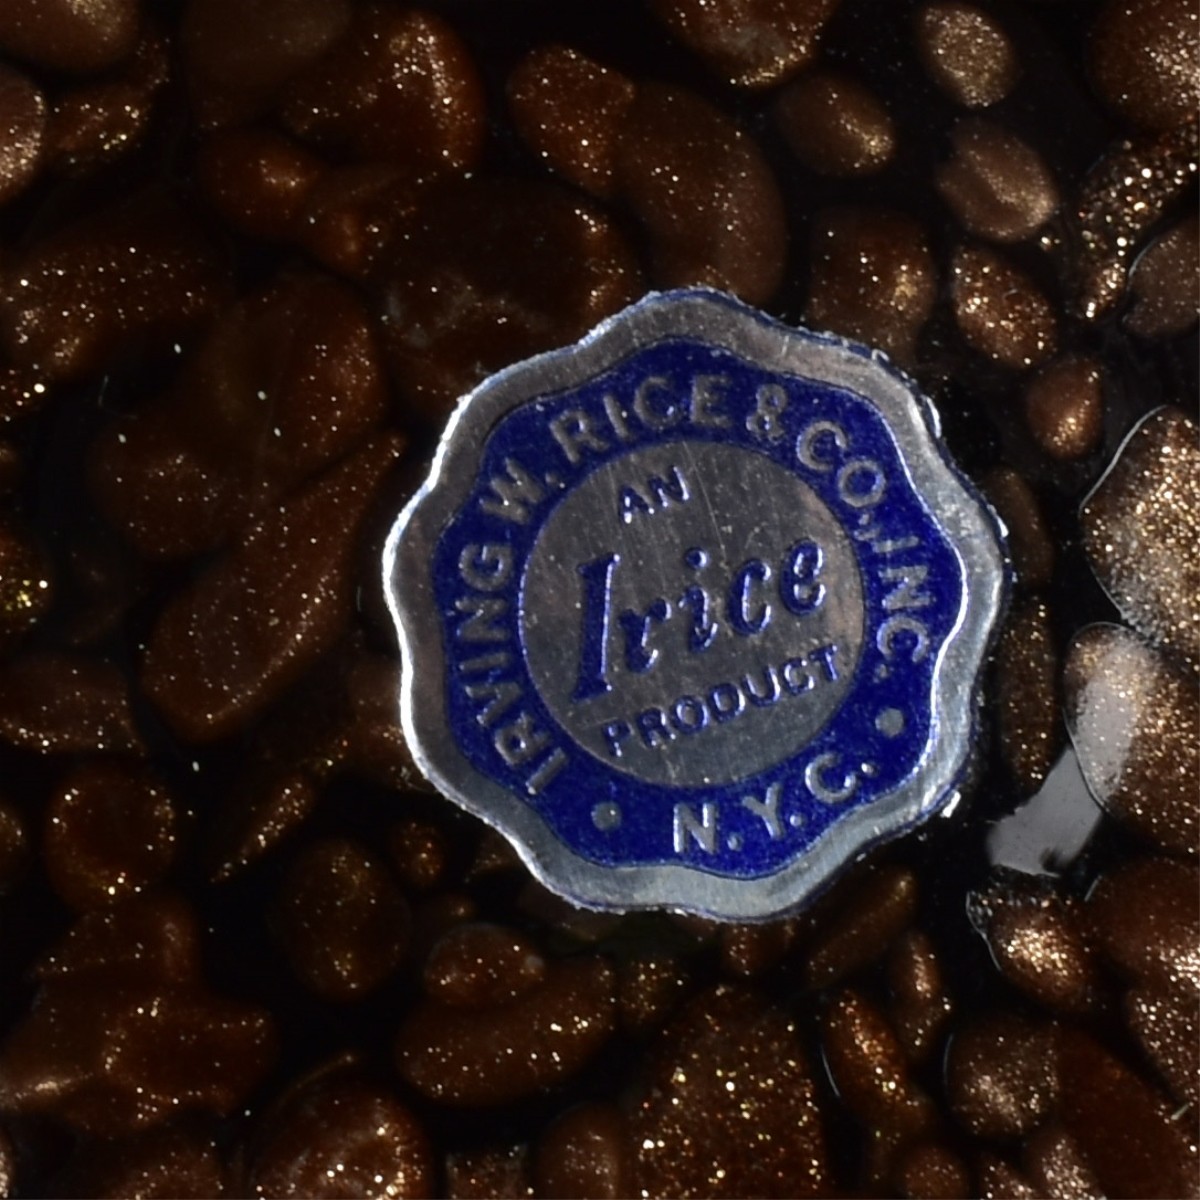 IRVING W. RICE & CO., INC.
AN
Irice
PRODUCT
• N.Y.C. •